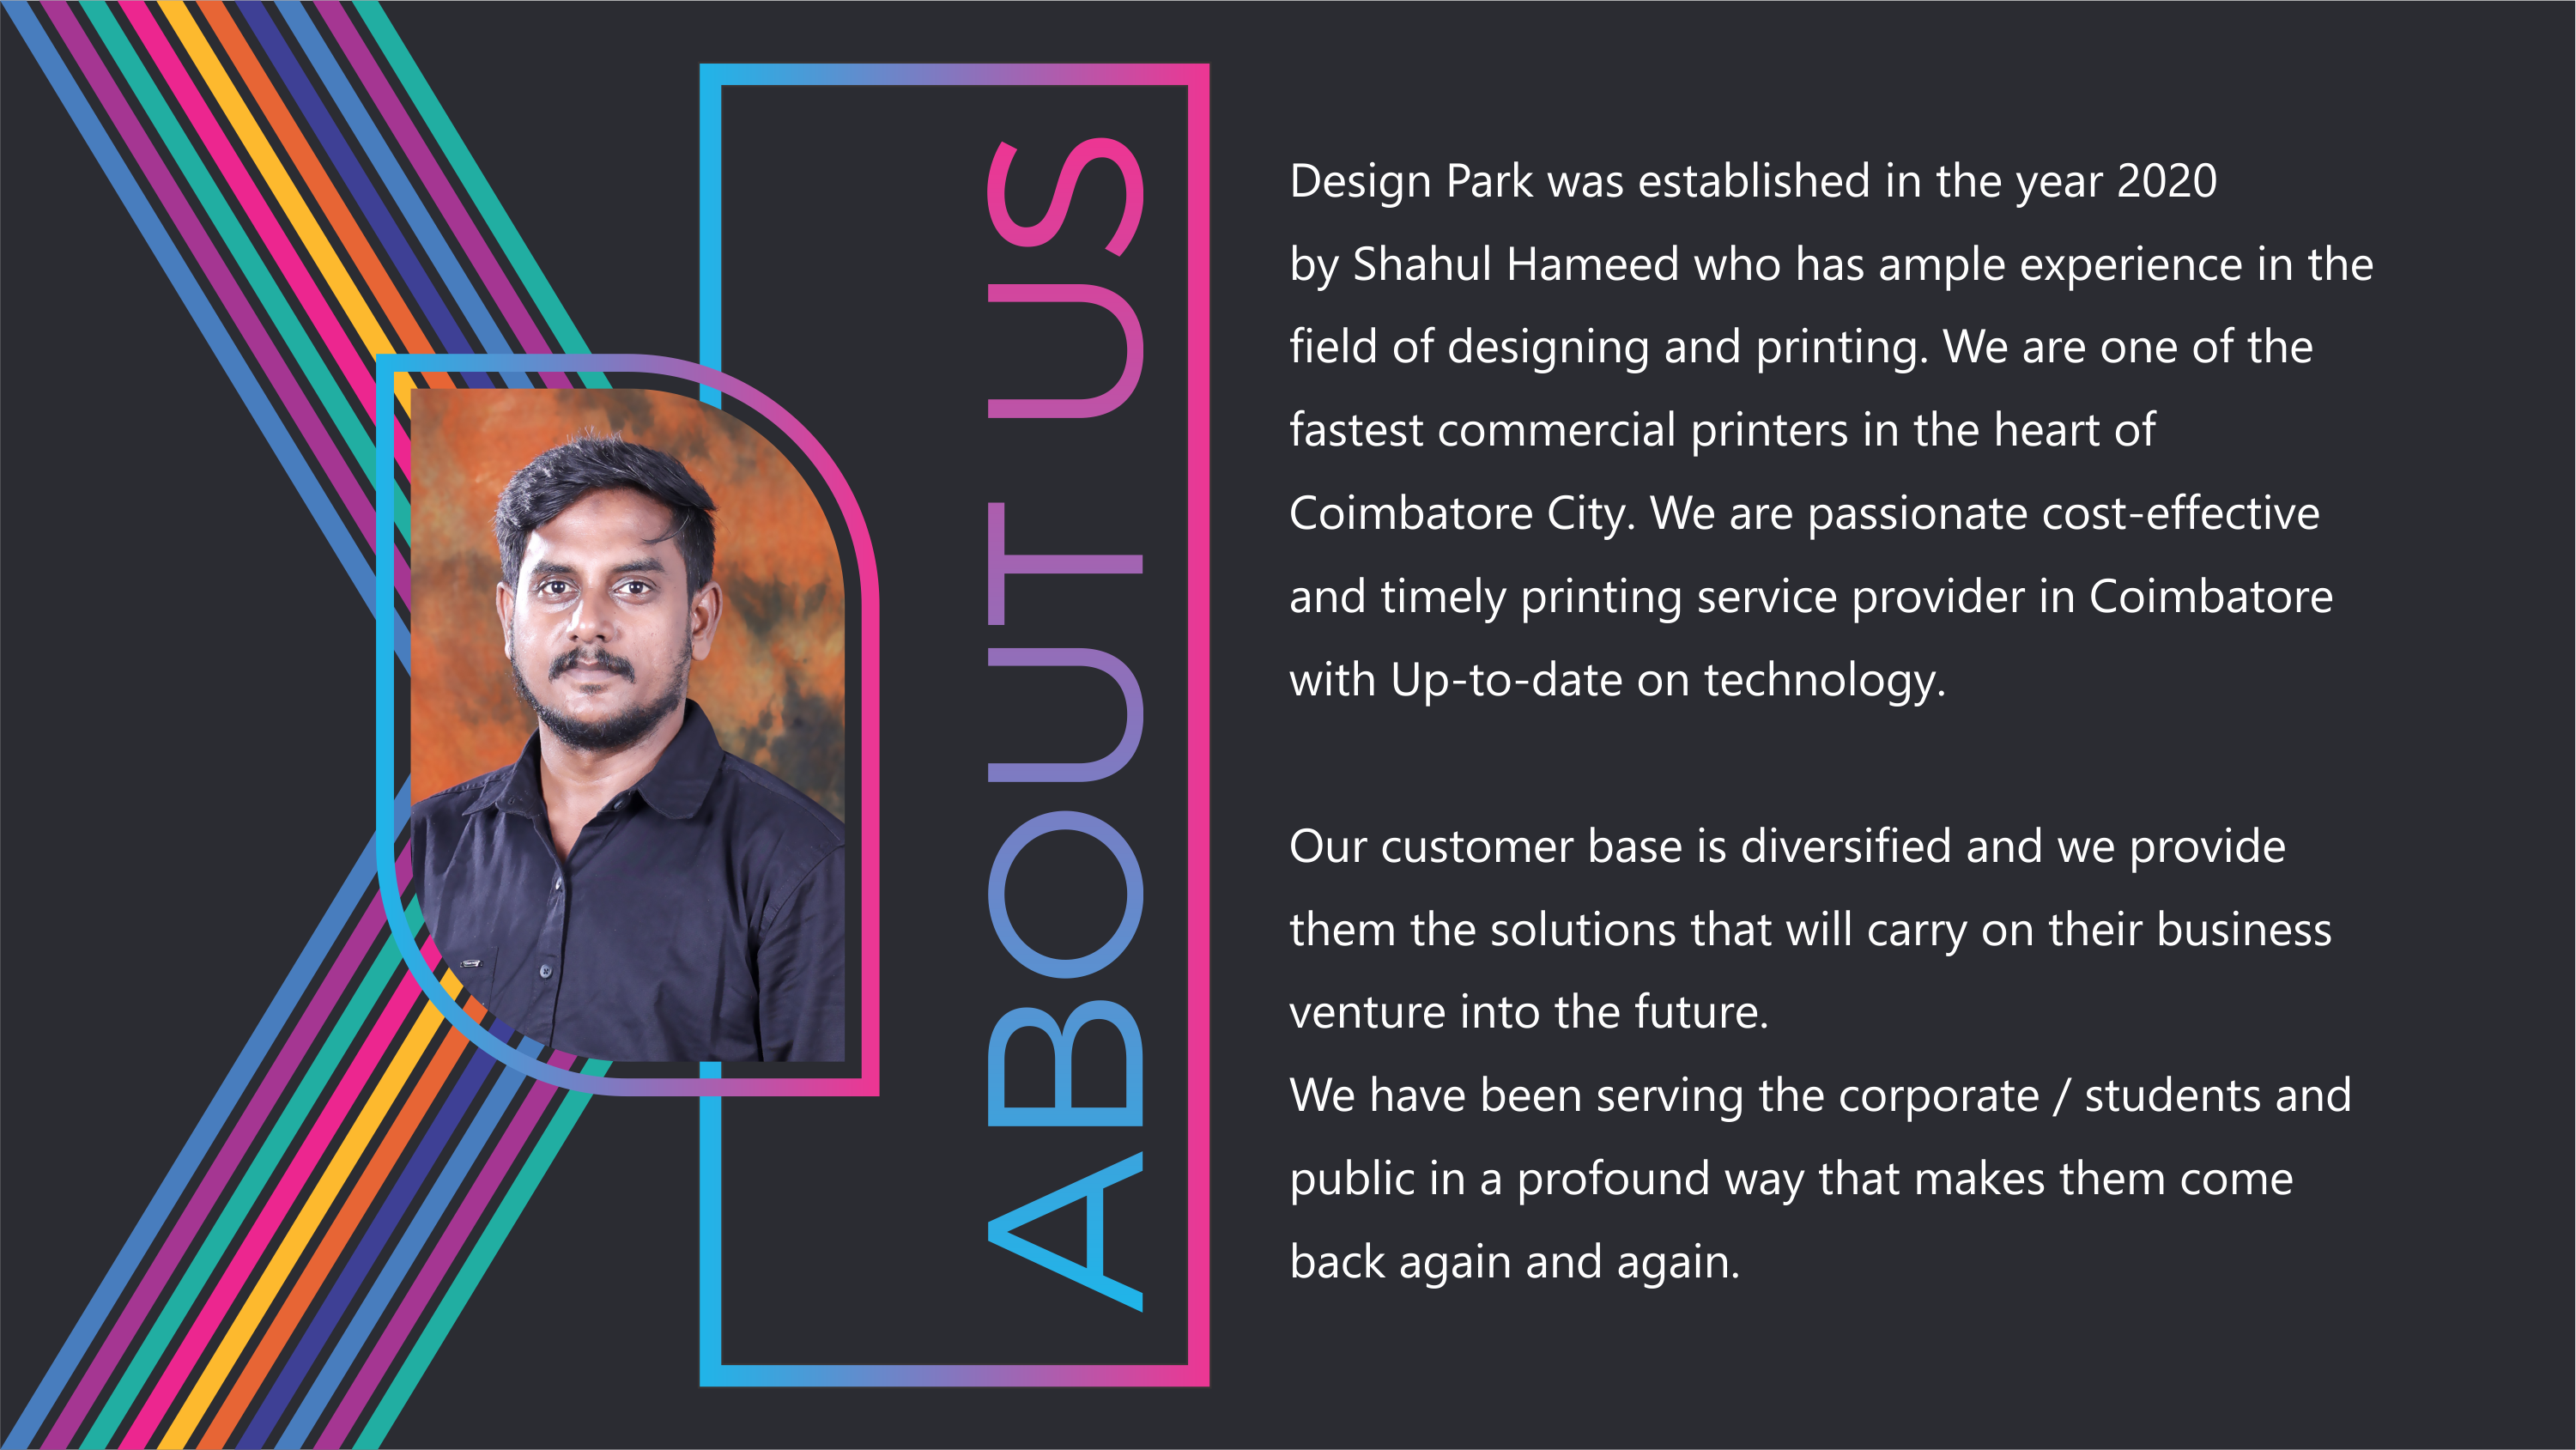 ABOUT US
Design Park was established in the year 2020
by Shahul Hameed who has ample experience in the
field of designing and printing. We are one of the
fastest commercial printers in the heart of
Coimbatore City. We are passionate cost-effective
and timely printing service provider in Coimbatore
with Up-to-date on technology.
Our customer base is diversified and we provide
them the solutions that will carry on their business
venture into the future.
We have been serving the corporate / students and
public in a profound way that makes them come
back again and again.